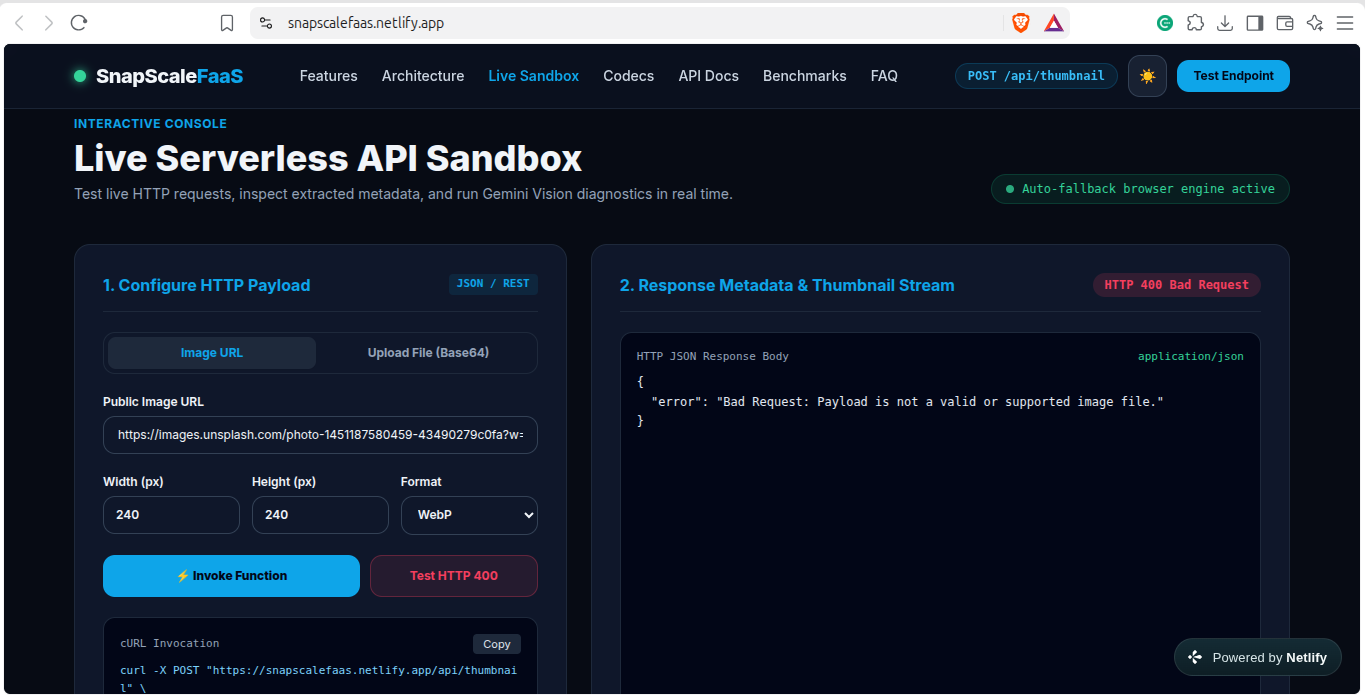 snapscalefaas.netlify.app
SnapScaleFaaS
Features
Architecture
Live Sandbox
Codecs
API Docs
Benchmarks
FAQ
POST /api/thumbnail
Test Endpoint
INTERACTIVE CONSOLE
Live Serverless API Sandbox
Test live HTTP requests, inspect extracted metadata, and run Gemini Vision diagnostics in real time.
Auto-fallback browser engine active
1. Configure HTTP Payload
JSON / REST
Image URL
Upload File (Base64)
Public Image URL
https://images.unsplash.com/photo-1451187580459-43490279c0fa?w=
Width (px)
Height (px)
Format
240
240
WebP
⚡ Invoke Function
Test HTTP 400
cURL Invocation
Copy
curl -X POST "https://snapscalefaas.netlify.app/api/thumbnai
l" \
2. Response Metadata & Thumbnail Stream
HTTP 400 Bad Request
HTTP JSON Response Body
application/json
{
"error": "Bad Request: Payload is not a valid or supported image file."
}
Powered by Netlify